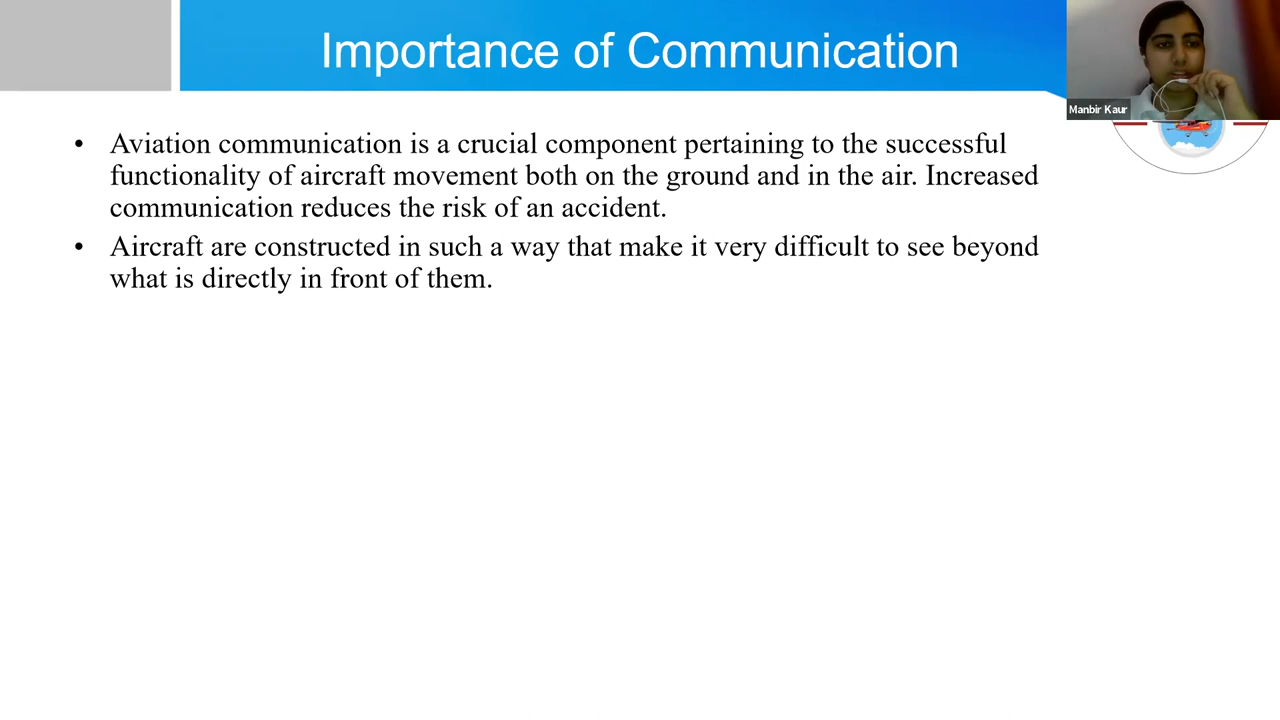 Importance of Communication
Manbir Kaur
• Aviation communication is a crucial component pertaining to the successful
functionality of aircraft movement both on the ground and in the air. Increased
communication reduces the risk of an accident.
• Aircraft are constructed in such a way that make it very difficult to see beyond
what is directly in front of them.